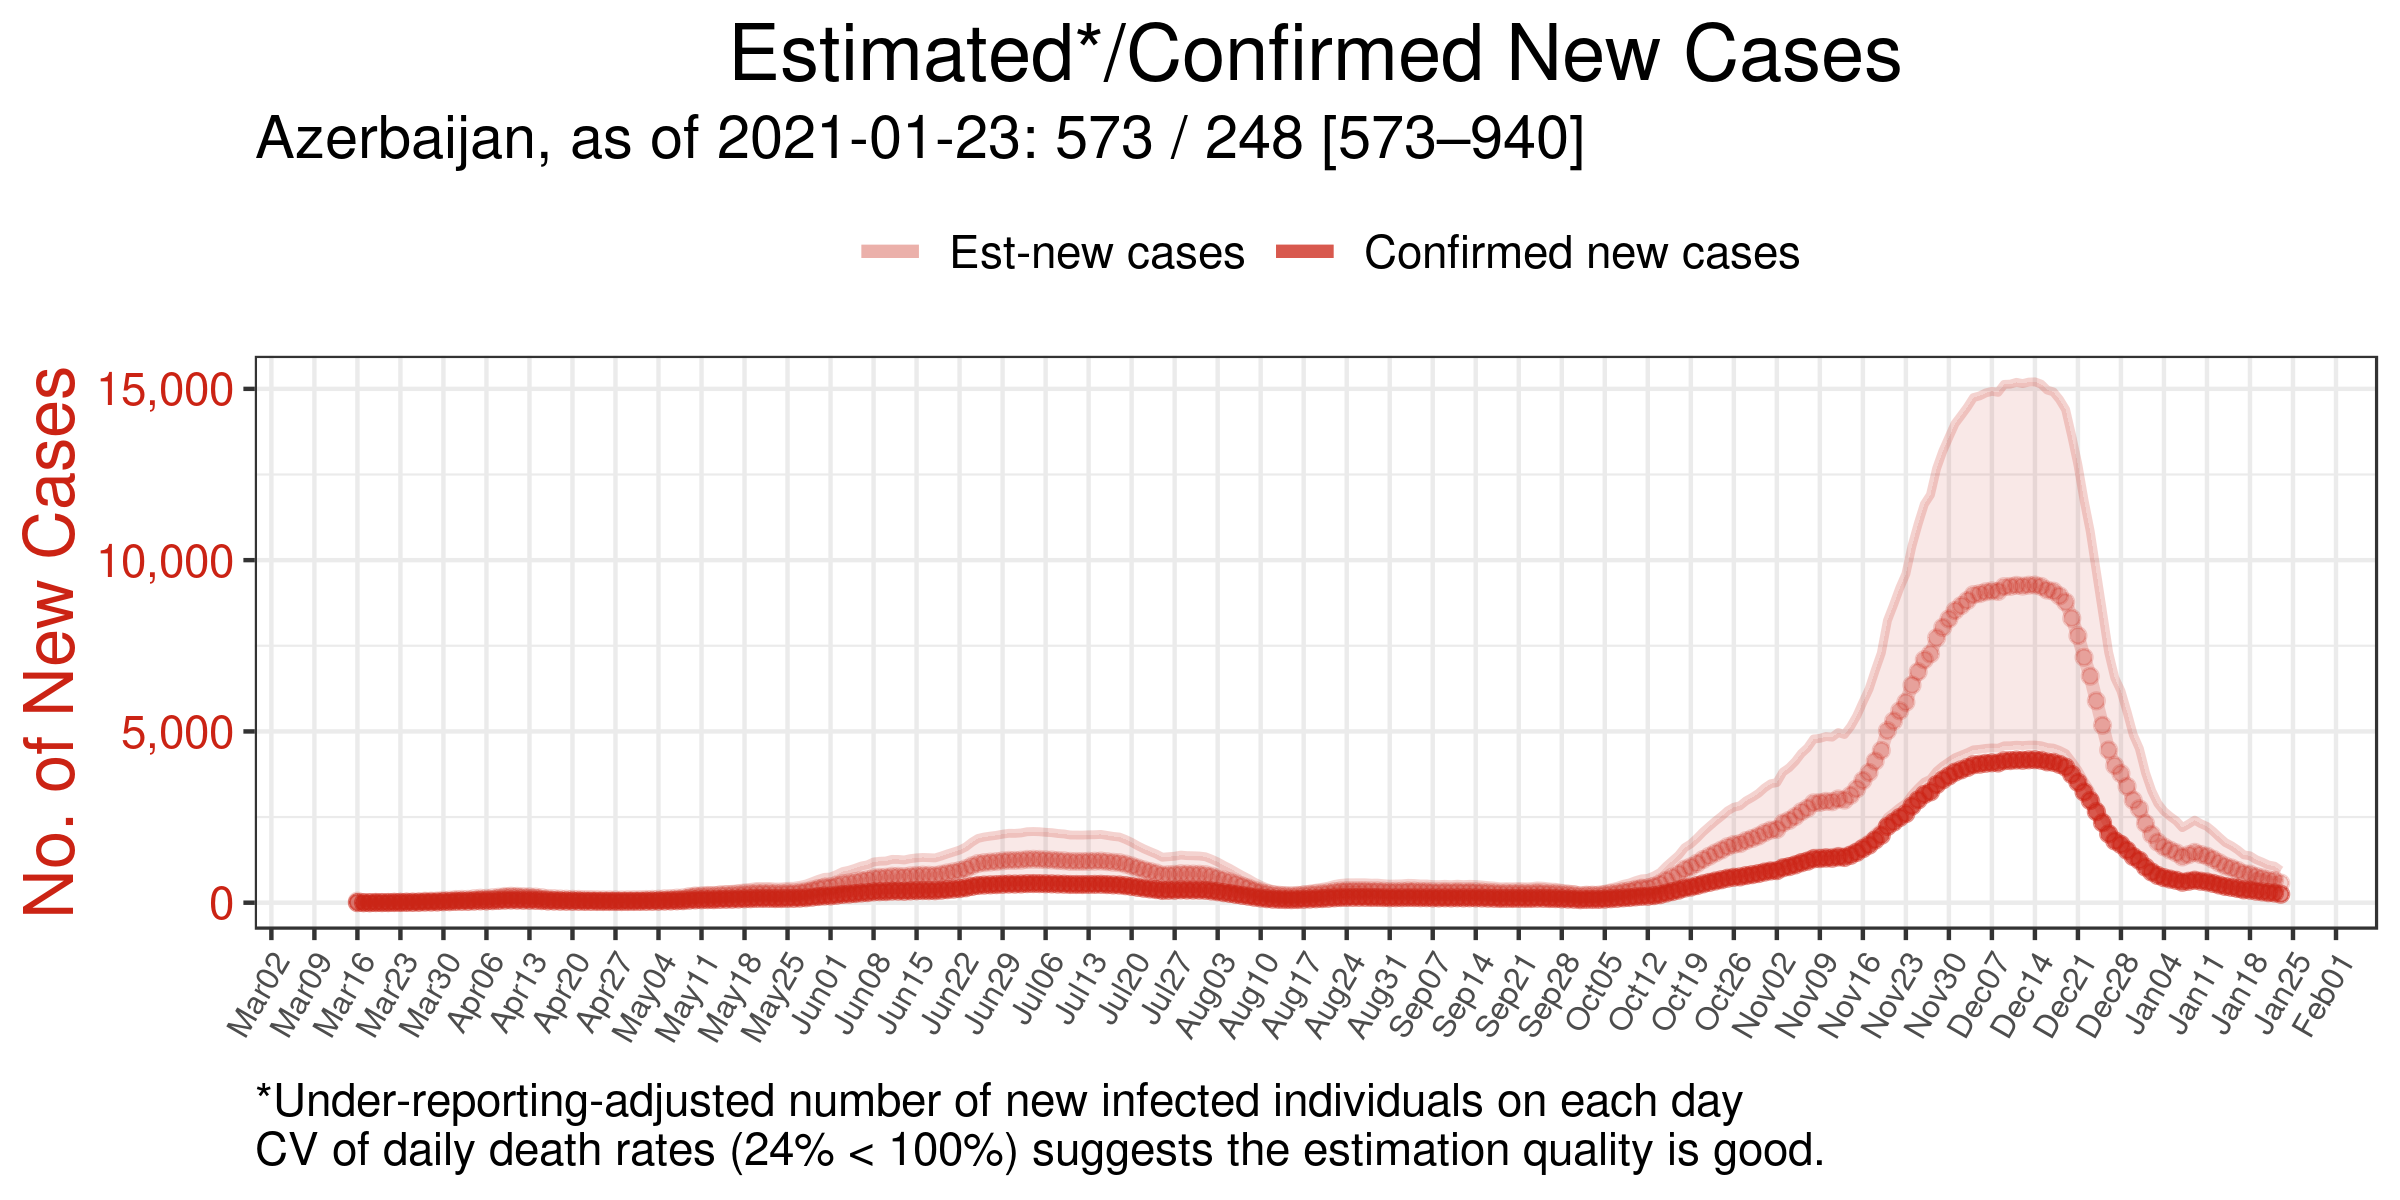 Estimated*/Confirmed New Cases
Azerbaijan, as of 2021-01-23: 573 / 248 [573–940]
Est-new cases Confirmed new cases
No. of New Cases
15,000
10,000
5,000
0
Mar02 Mar09 Mar16 Mar23 Mar30 Apr06 Apr13 Apr20 Apr27 May04 May11 May18 May25 Jun01 Jun08 Jun15 Jun22 Jun29 Jul06 Jul13 Jul20 Jul27 Aug03 Aug10 Aug17 Aug24 Aug31 Sep07 Sep14 Sep21 Sep28 Oct05 Oct12 Oct19 Oct26 Nov02 Nov09 Nov16 Nov23 Nov30 Dec07 Dec14 Dec21 Dec28 Jan04 Jan11 Jan18 Jan25 Feb01
*Under-reporting-adjusted number of new infected individuals on each day
CV of daily death rates (24% < 100%) suggests the estimation quality is good.